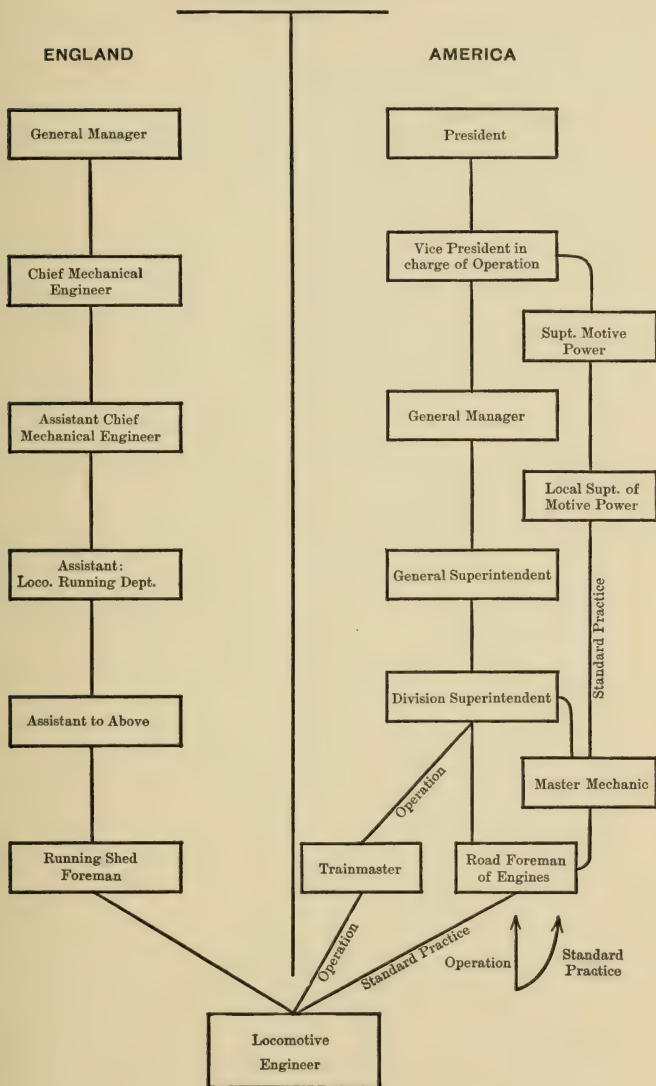 ENGLAND
General Manager
Chief Mechanical
Engineer
Assistant Chief
Mechanical Engineer
Assistant:
Loco. Running Dept.
Assistant to Above
Running Shed
Foreman
AMERICA
President
Vice President in
charge of Operation
Supt. Motive
Power
General Manager
Local Supt. of
Motive Power
General Superintendent
Standard Practice
Division Superintendent
Operation
Master Mechanic
Trainmaster
Road Foreman
of Engines
Operation
Standard Practice
Operation
Standard
Practice
Locomotive
Engineer